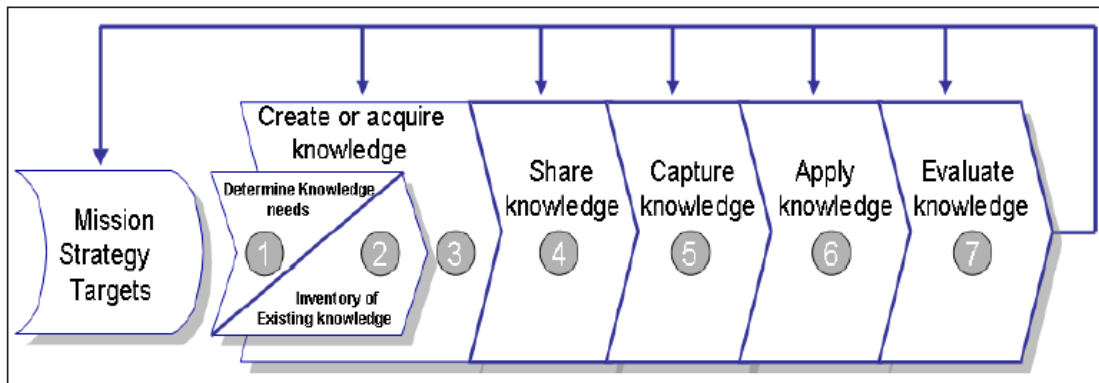 Mission
Strategy
Targets
Create or acquire
knowledge
Determine Knowledge
needs
1
2
Inventory of
Existing knowledge
3
Share
knowledge
4
Capture
knowledge
5
Apply
knowledge
6
Evaluate
knowledge
7